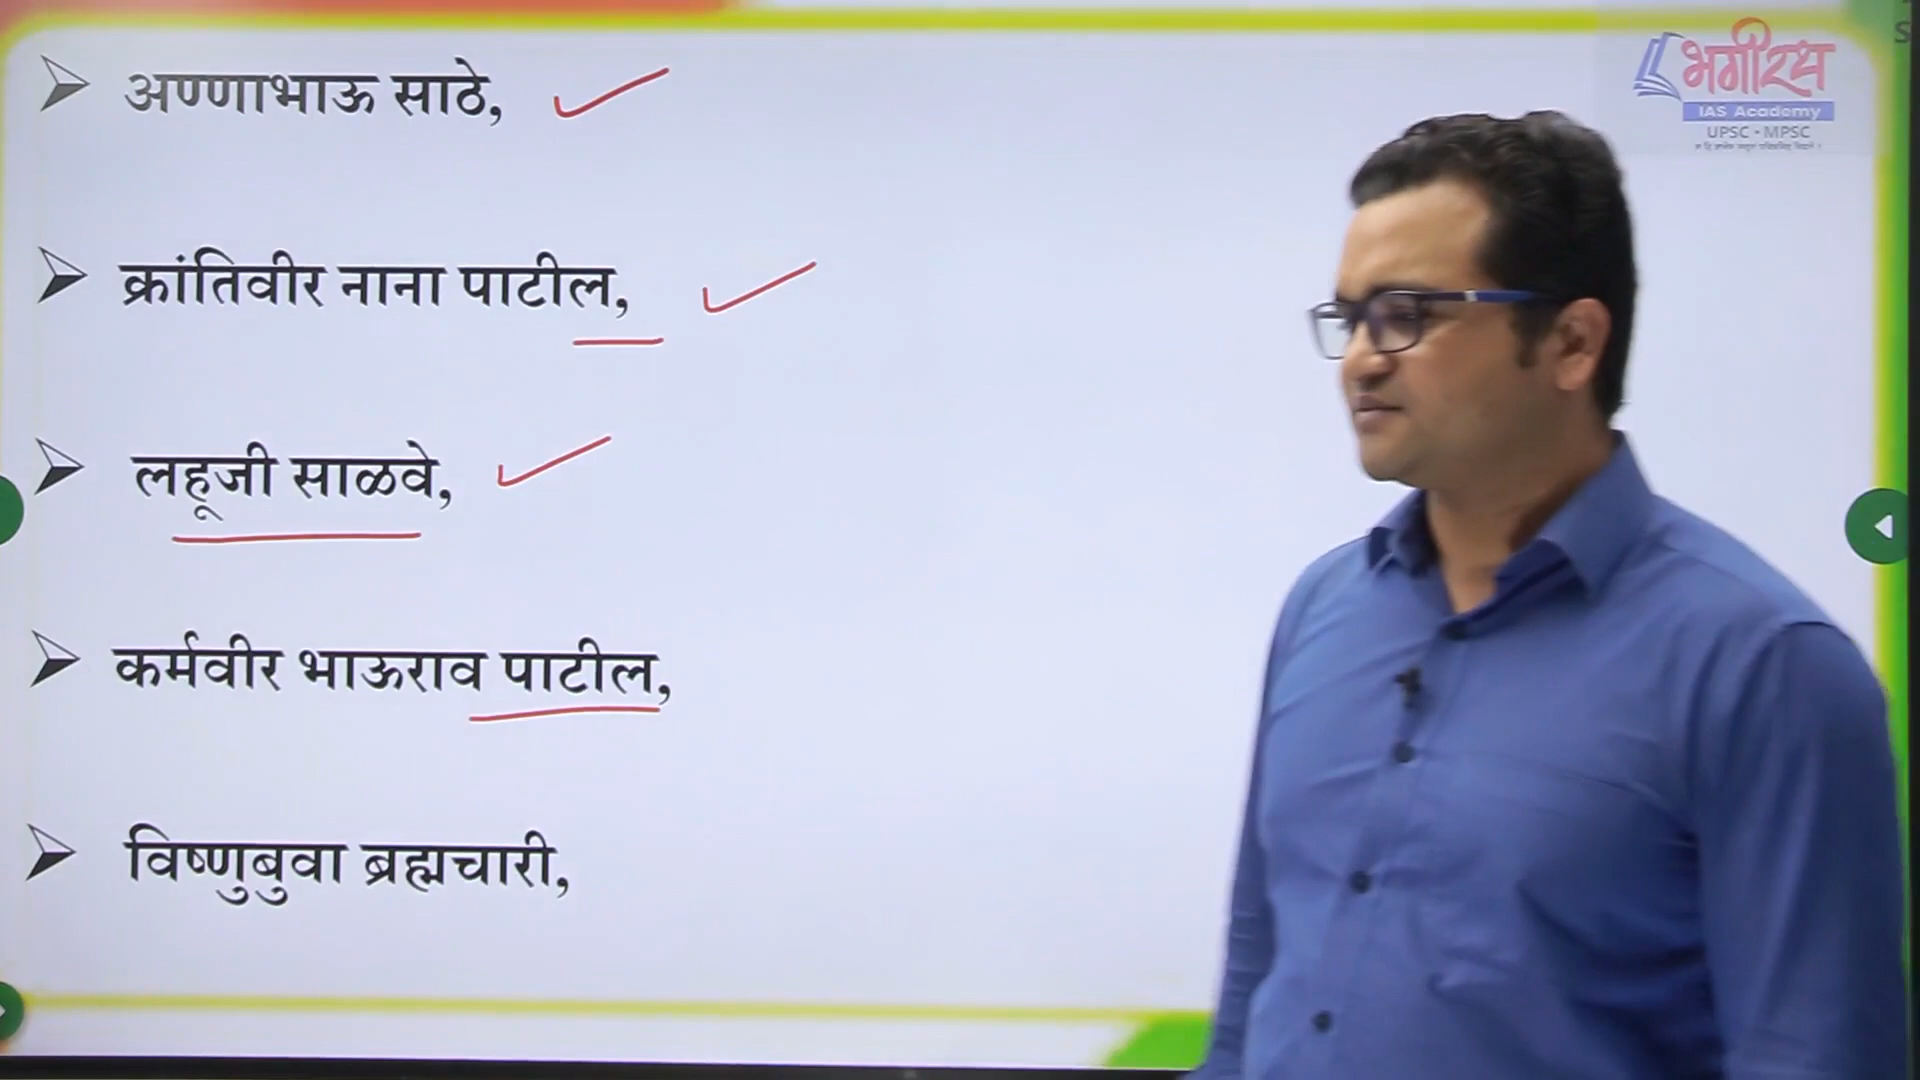 अण्णाभाऊ साठे,
क्रांतिवीर नाना पाटील,
लहूजी साळवे,
कर्मवीर भाऊराव पाटील,
विष्णुबुवा ब्रह्मचारी,
भगीरथ
IAS Academy
UPSC • MPSC
S